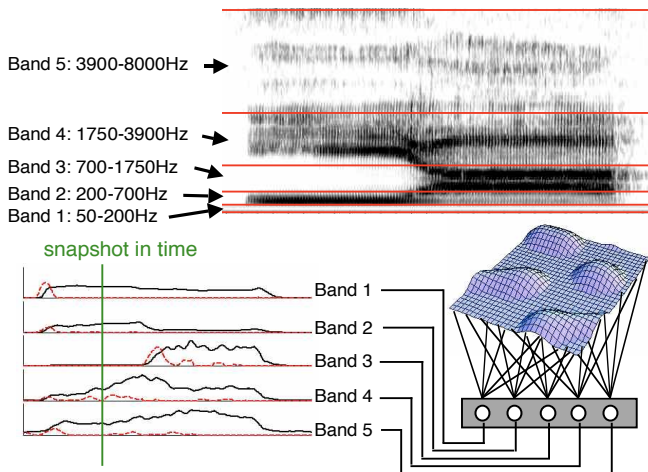 Band 5: 3900-8000Hz
Band 4: 1750-3900Hz
Band 3: 700-1750Hz
Band 2: 200-700Hz
Band 1: 50-200Hz
snapshot in time
Band 1
Band 2
Band 3
Band 4
Band 5